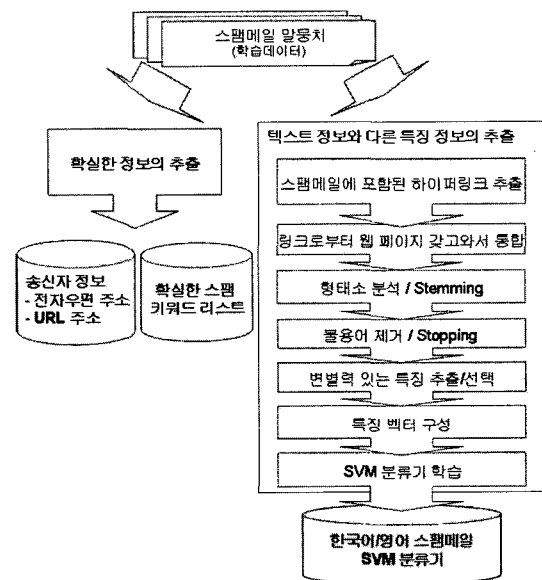 스팸메일 말뭉치
(학습데이터)
확실한 정보의 추출
송신자 정보
- 전자우편 주소
- URL 주소
확실한 스팸
키워드 리스트
텍스트 정보와 다른 특징 정보의 추출
스팸메일에 포함된 하이퍼링크 추출
링크로부터 웹 페이지 갖고와서 통합
형태소 분석 / Stemming
불용어 제거 / Stopping
변별력 있는 특징 추출/선택
특징 벡터 구성
SVM 분류기 학습
한국어/영어 스팸메일
SVM 분류기